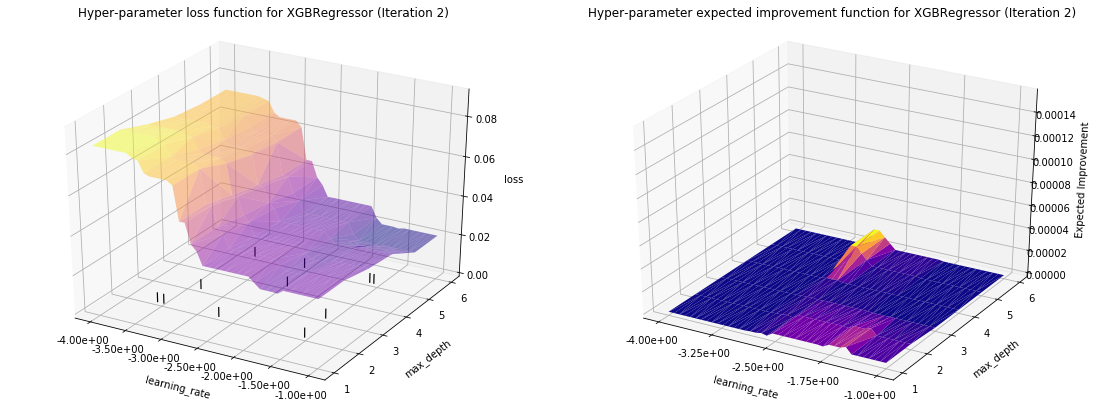 Hyper-parameter loss function for XGBRegressor (Iteration 2)
0.08
0.06
loss
0.04
0.02
0.00
6
5
4
3
2
1
max_depth
-4.00e+00
-3.50e+00
-3.00e+00
-2.50e+00
-2.00e+00
-1.50e+00
-1.00e+00
learning_rate
Hyper-parameter expected improvement function for XGBRegressor (Iteration 2)
0.00014
0.00012
0.00010
0.00008
0.00006
0.00004
0.00002
0.00000
Expected Improvement
6
5
4
3
2
1
max_depth
-4.00e+00
-3.25e+00
-2.50e+00
-1.75e+00
-1.00e+00
learning_rate